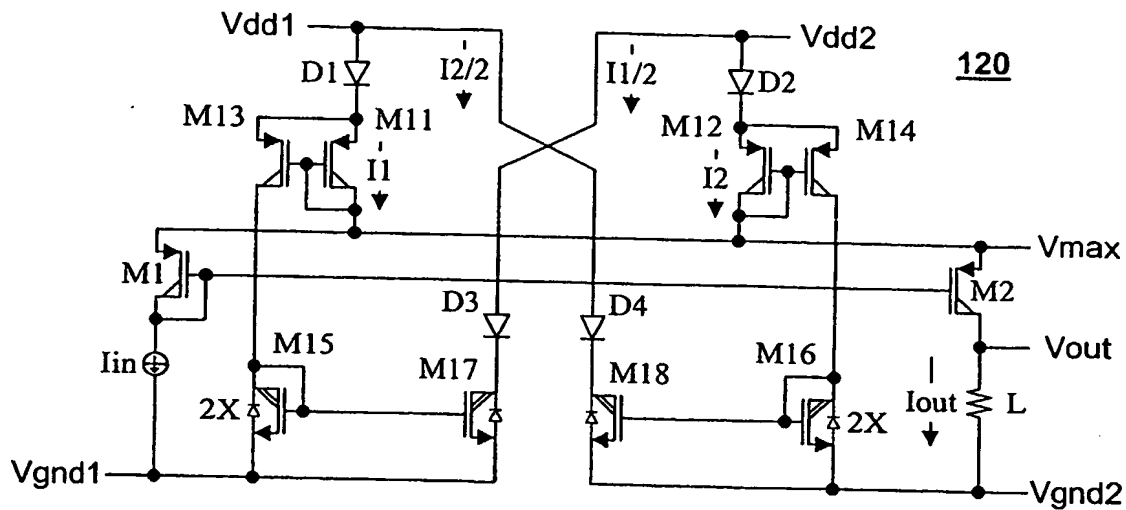 Vdd1
Vdd2
120
D1
I2/2
I1/2
D2
M13
M11
M12
M14
I1
I2
Vmax
M1
M2
D3
D4
Iin
M15
M17
M18
M16
Vout
2X
2X
Iout
L
Vgnd1
Vgnd2